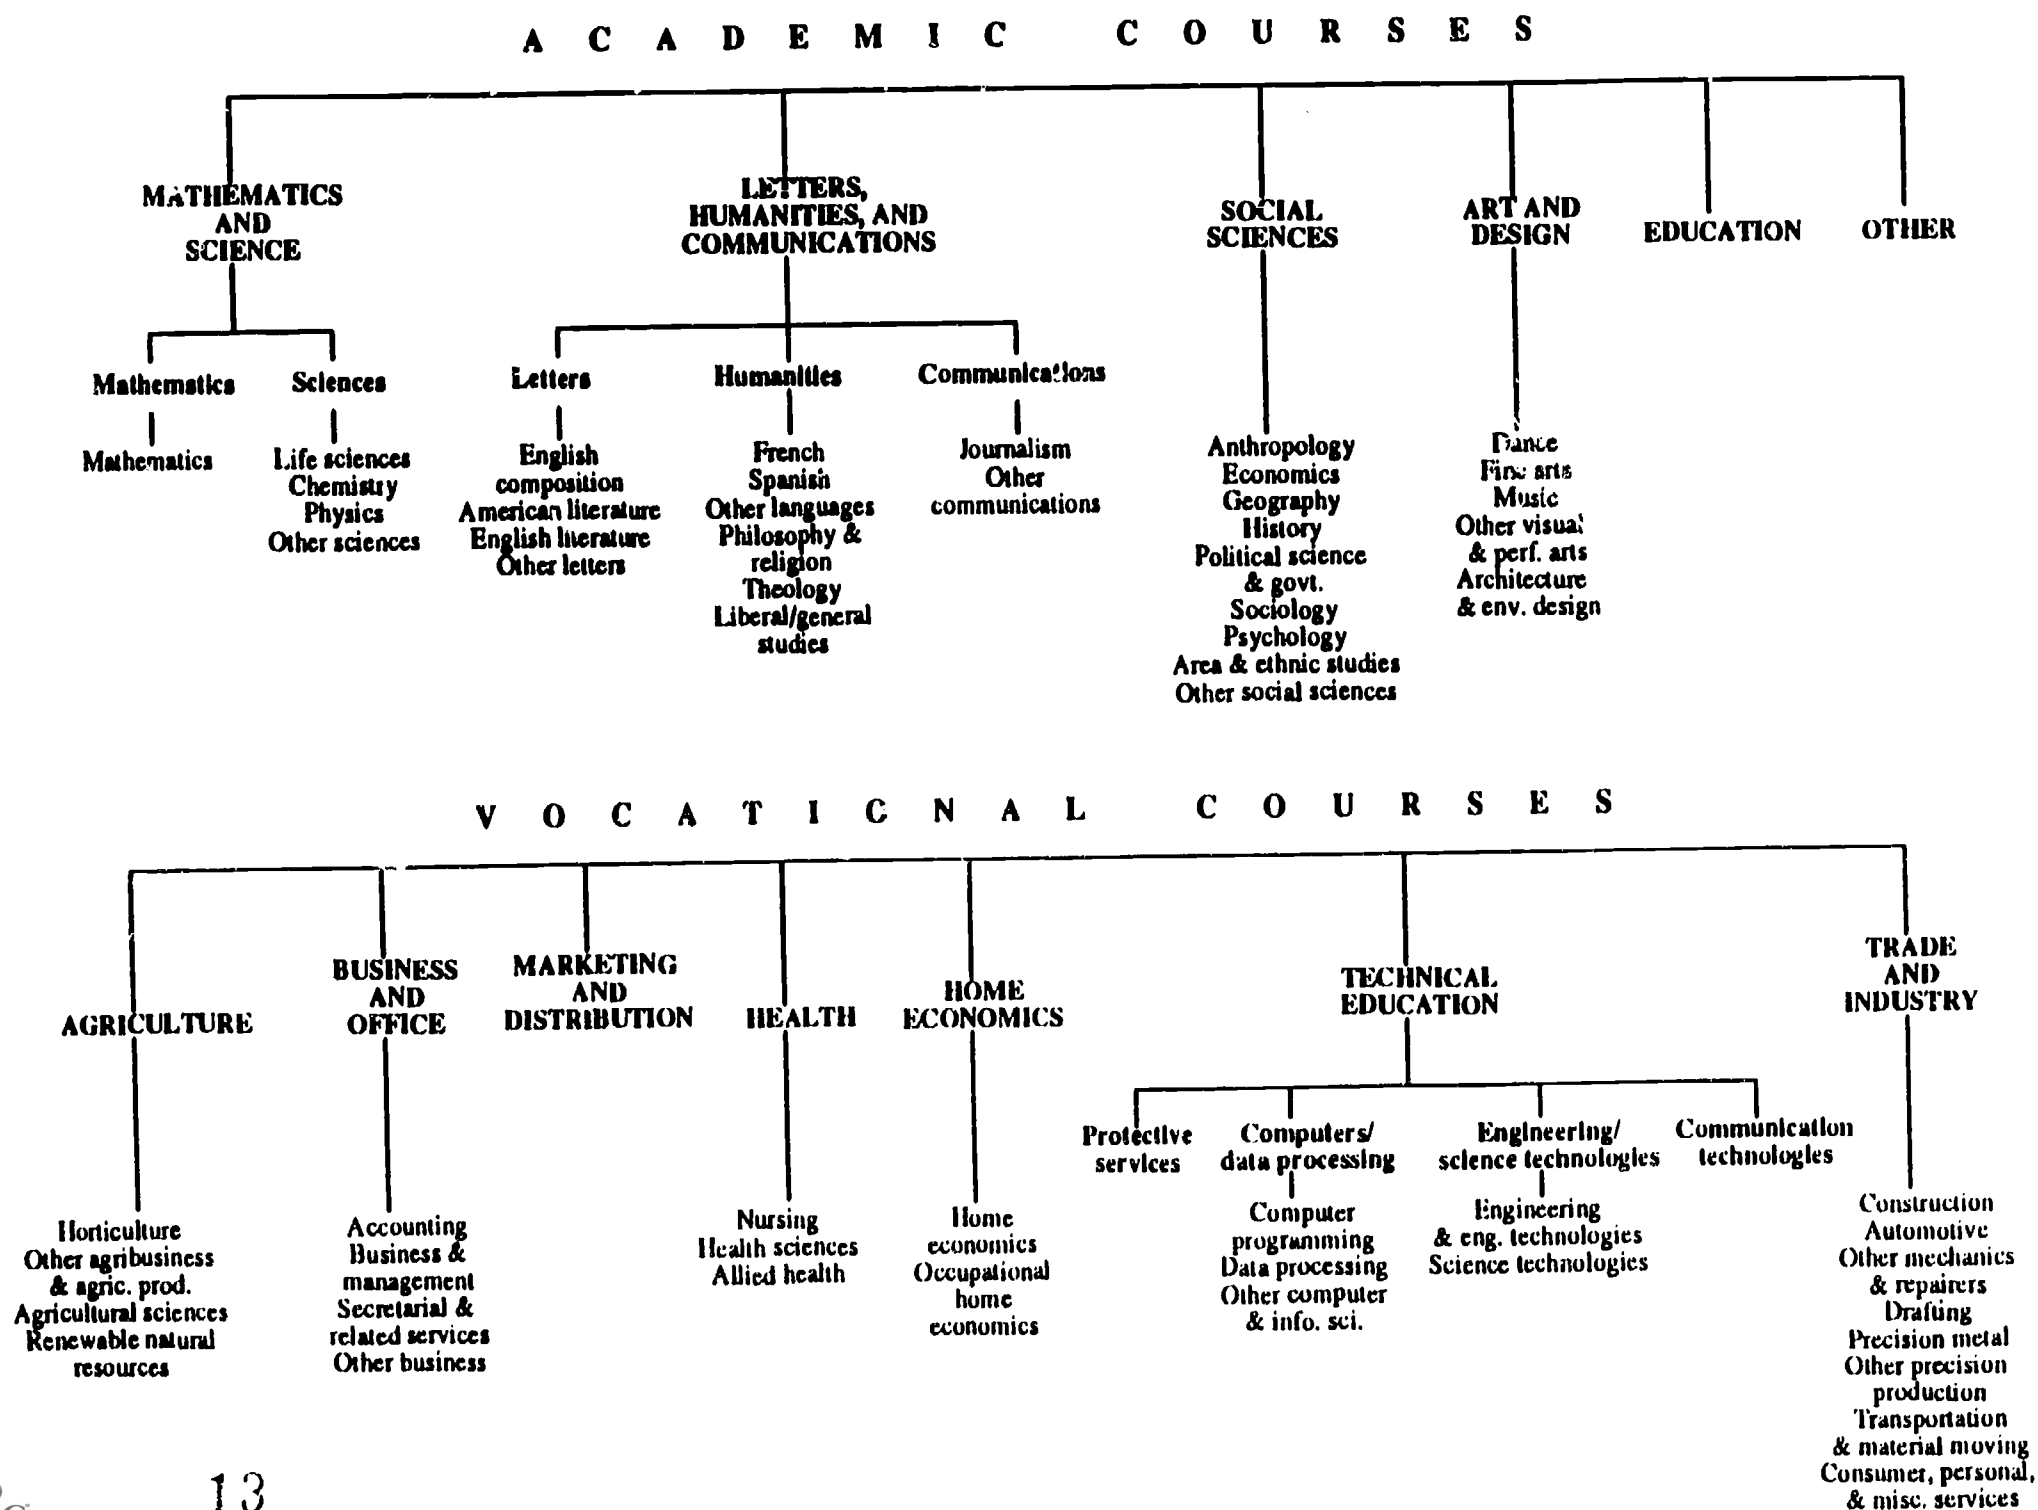 ACADEMIC COURSES
MATHEMATICS
AND
SCIENCE
LETTERS,
HUMANITIES, AND
COMMUNICATIONS
SOCIAL
SCIENCES
ART AND
DESIGN
EDUCATION
OTHER
Mathematics
Sciences
Letters
Humanities
Communications
Mathematics
Life sciences
Chemistry
Physics
Other sciences
English
composition
American literature
English literature
Other letters
French
Spanish
Other languages
Philosophy &
religion
Theology
Liberal/general
studies
Journalism
Other
communications
Anthropology
Economics
Geography
History
Political science
& govt.
Sociology
Psychology
Area & ethnic studies
Other social sciences
Dance
Fine arts
Music
Other visual
& perf. arts
Architecture
& env. design
VOCATIONAL COURSES
AGRICULTURE
BUSINESS
AND
OFFICE
MARKETING
AND
DISTRIBUTION
HEALTH
HOME
ECONOMICS
TECHNICAL
EDUCATION
TRADE
AND
INDUSTRY
Protective
services
Computers/
data processing
Engineering/
science technologies
Communication
technologies
Horticulture
Other agribusiness
& agric. prod.
Agricultural sciences
Renewable natural
resources
Accounting
Business &
management
Secretarial &
related services
Other business
Nursing
Health sciences
Allied health
Home
economics
Occupational
home
economics
Computer
programming
Data processing
Other computer
& info. sci.
Engineering
& eng. technologies
Science technologies
Construction
Automotive
Other mechanics
& repairers
Drafting
Precision metal
Other precision
production
Transportation
& material moving
Consumer, personal,
& misc. services
13